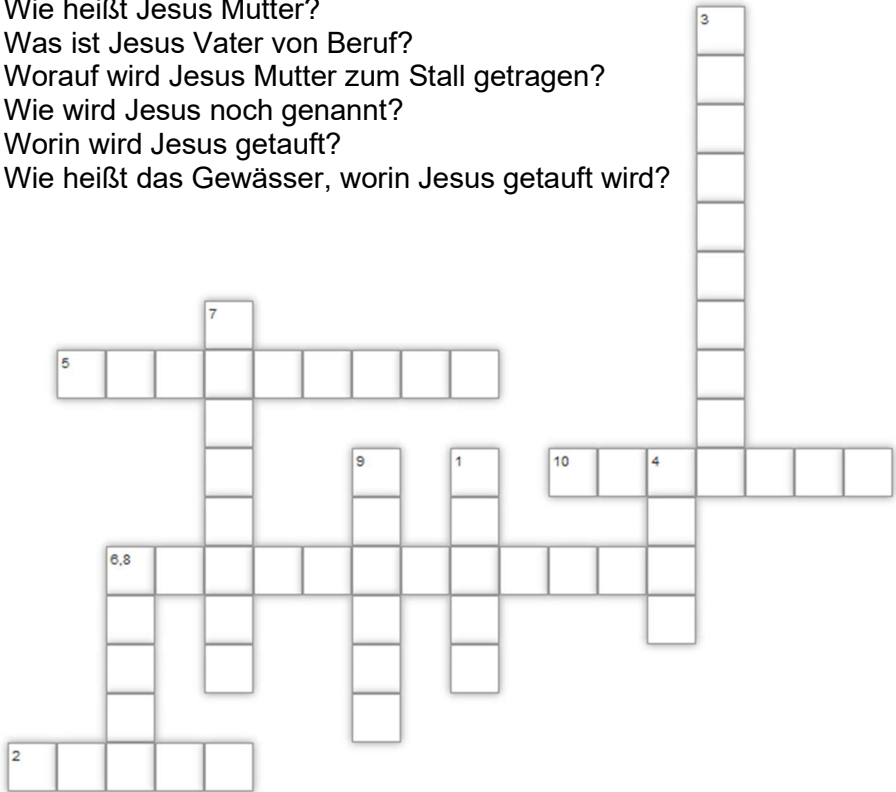 Wie heißt Jesus Mutter?
Was ist Jesus Vater von Beruf?
Worauf wird Jesus Mutter zum Stall getragen?
Wie wird Jesus noch genannt?
Worin wird Jesus getauft?
Wie heißt das Gewässer, worin Jesus getauft wird?
3
7
5
9 1 10 4
6,8
2